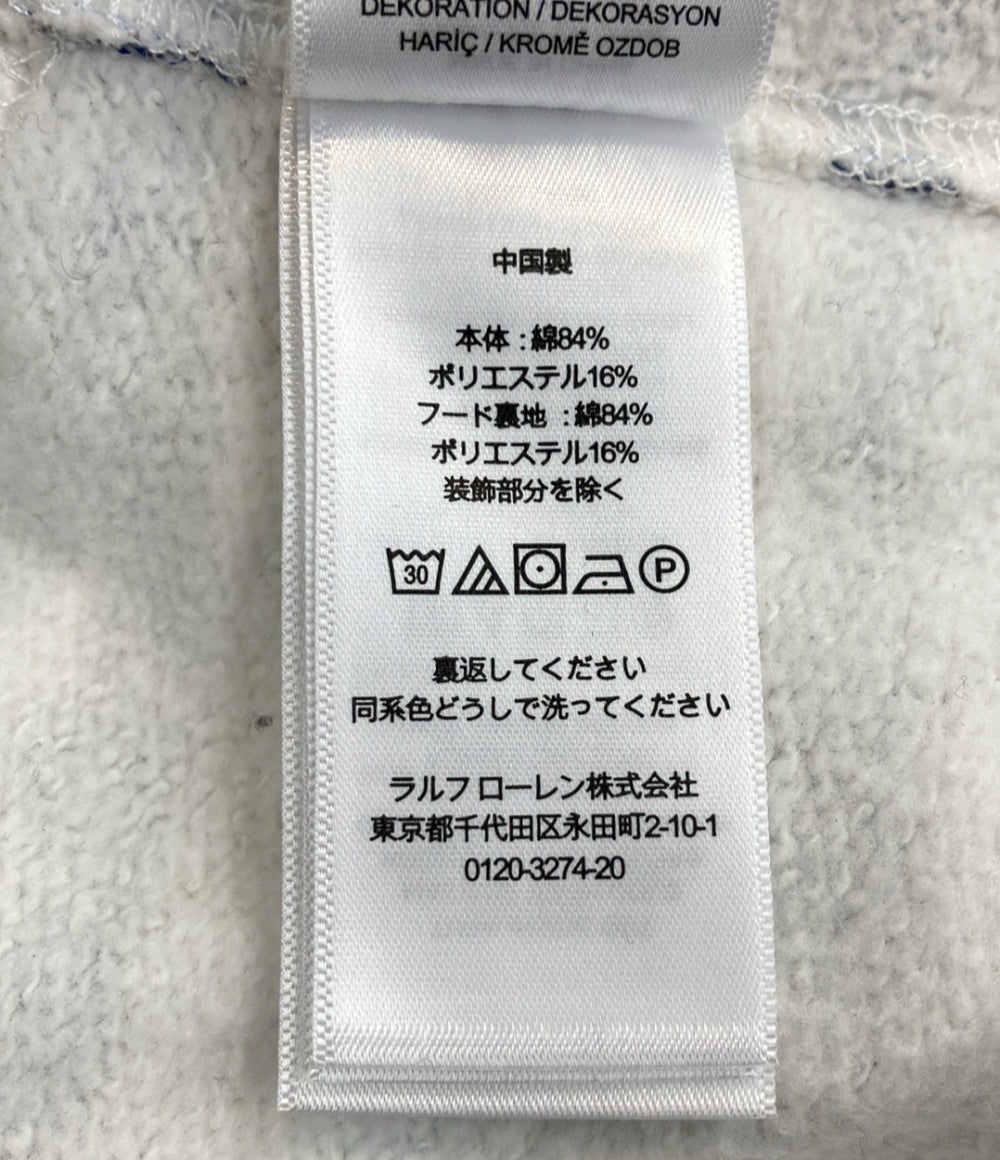 DEKORATION / DEKORASYON
HARİÇ / KROMĚ OZDOB
中国製
本体 : 綿84%
ポリエステル16%
フード裏地 : 綿84%
ポリエステル16%
装飾部分を除く
30 P
裏返してください
同系色どうしで洗ってください
ラルフ ローレン株式会社
東京都千代田区永田町2-10-1
0120-3274-20